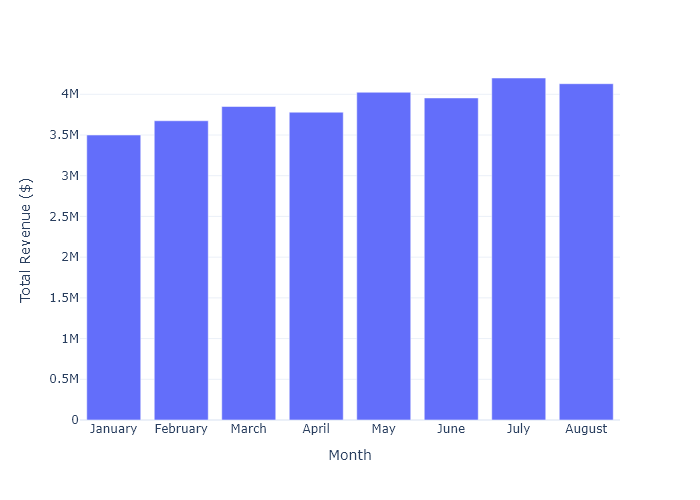 4M
3.5M
3M
2.5M
2M
1.5M
1M
0.5M
0
Total Revenue ($)
January February March April May June July August
Month